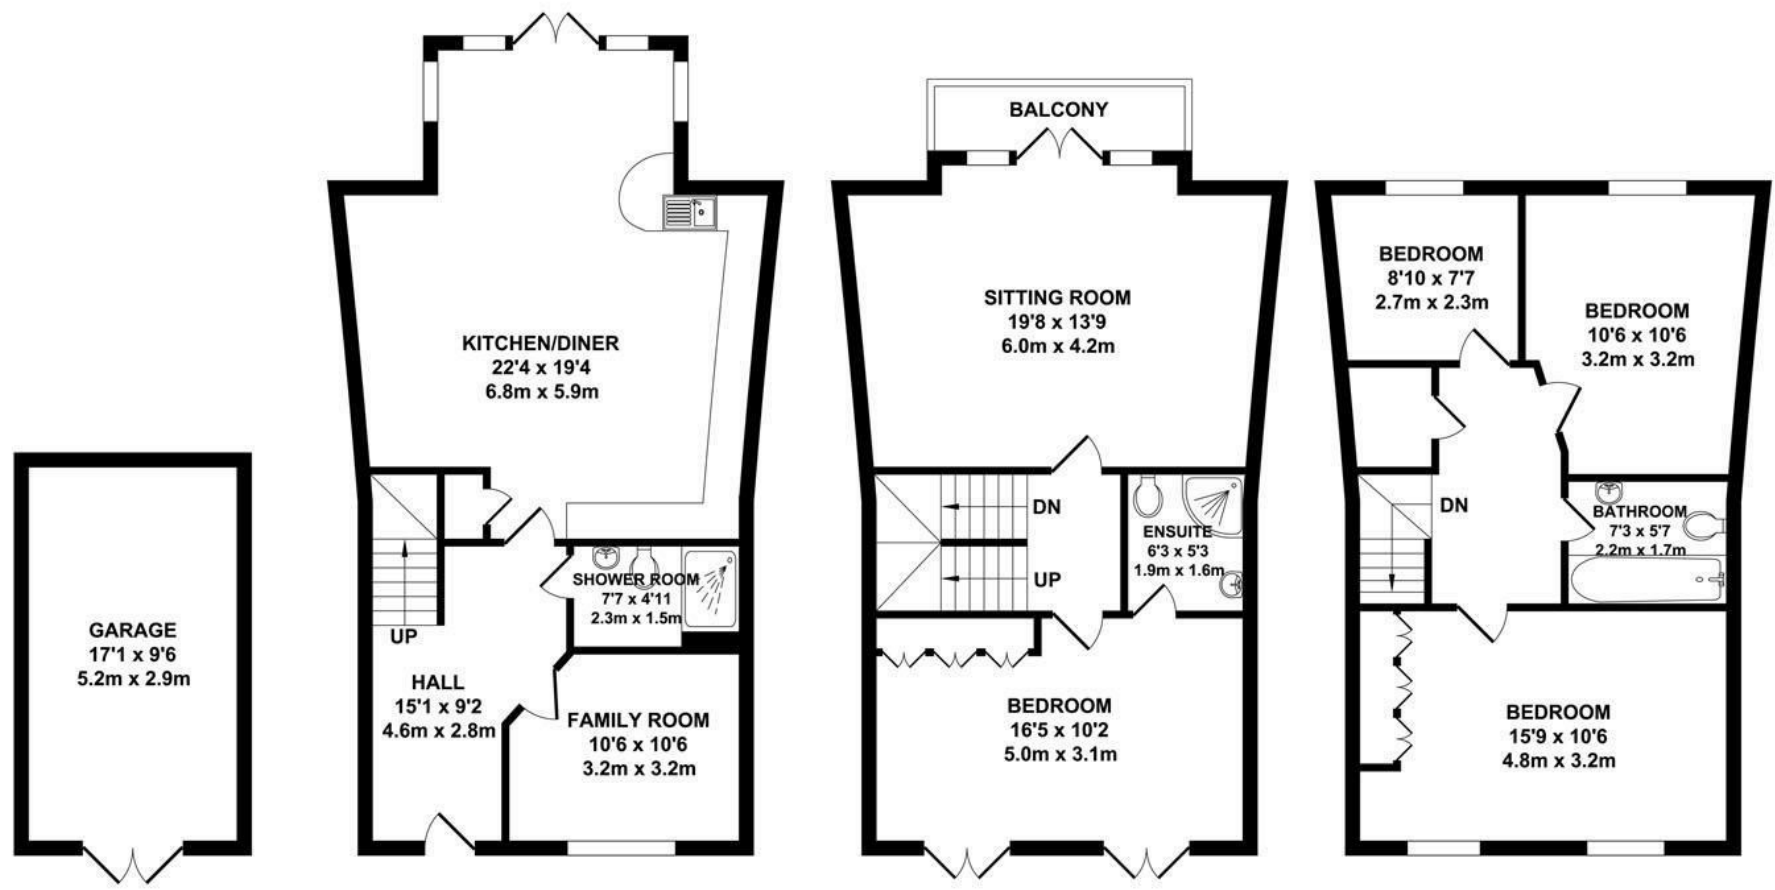 GARAGE
17'1 x 9'6
5.2m x 2.9m
KITCHEN/DINER
22'4 x 19'4
6.8m x 5.9m
UP
SHOWER ROOM
7'7 x 4'11
2.3m x 1.5m
HALL
15'1 x 9'2
4.6m x 2.8m
FAMILY ROOM
10'6 x 10'6
3.2m x 3.2m
BALCONY
SITTING ROOM
19'8 x 13'9
6.0m x 4.2m
DN
UP
ENSUITE
6'3 x 5'3
1.9m x 1.6m
BEDROOM
16'5 x 10'2
5.0m x 3.1m
BEDROOM
8'10 x 7'7
2.7m x 2.3m
BEDROOM
10'6 x 10'6
3.2m x 3.2m
DN
BATHROOM
7'3 x 5'7
2.2m x 1.7m
BEDROOM
15'9 x 10'6
4.8m x 3.2m